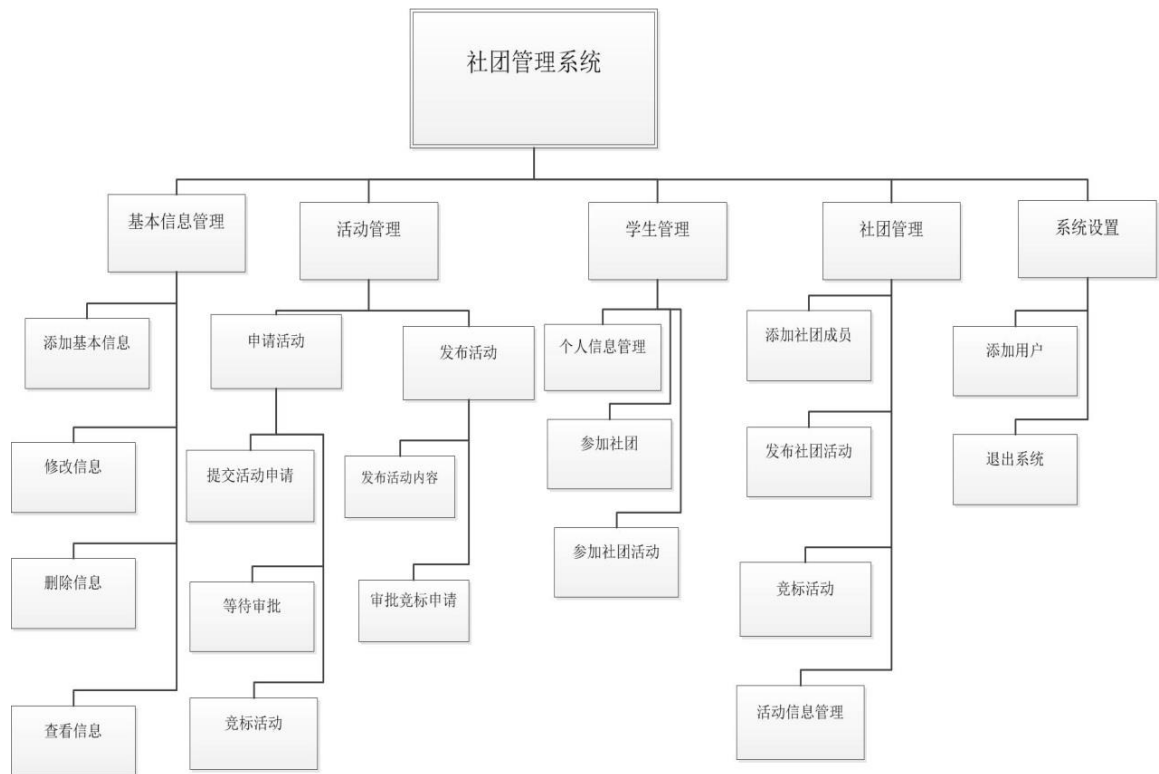 社团管理系统
基本信息管理
活动管理
学生管理
社团管理
系统设置
添加基本信息
申请活动
发布活动
个人信息管理
添加社团成员
添加用户
修改信息
提交活动申请
发布活动内容
参加社团
发布社团活动
退出系统
删除信息
等待审批
审批竞标申请
参加社团活动
竞标活动
查看信息
竞标活动
活动信息管理